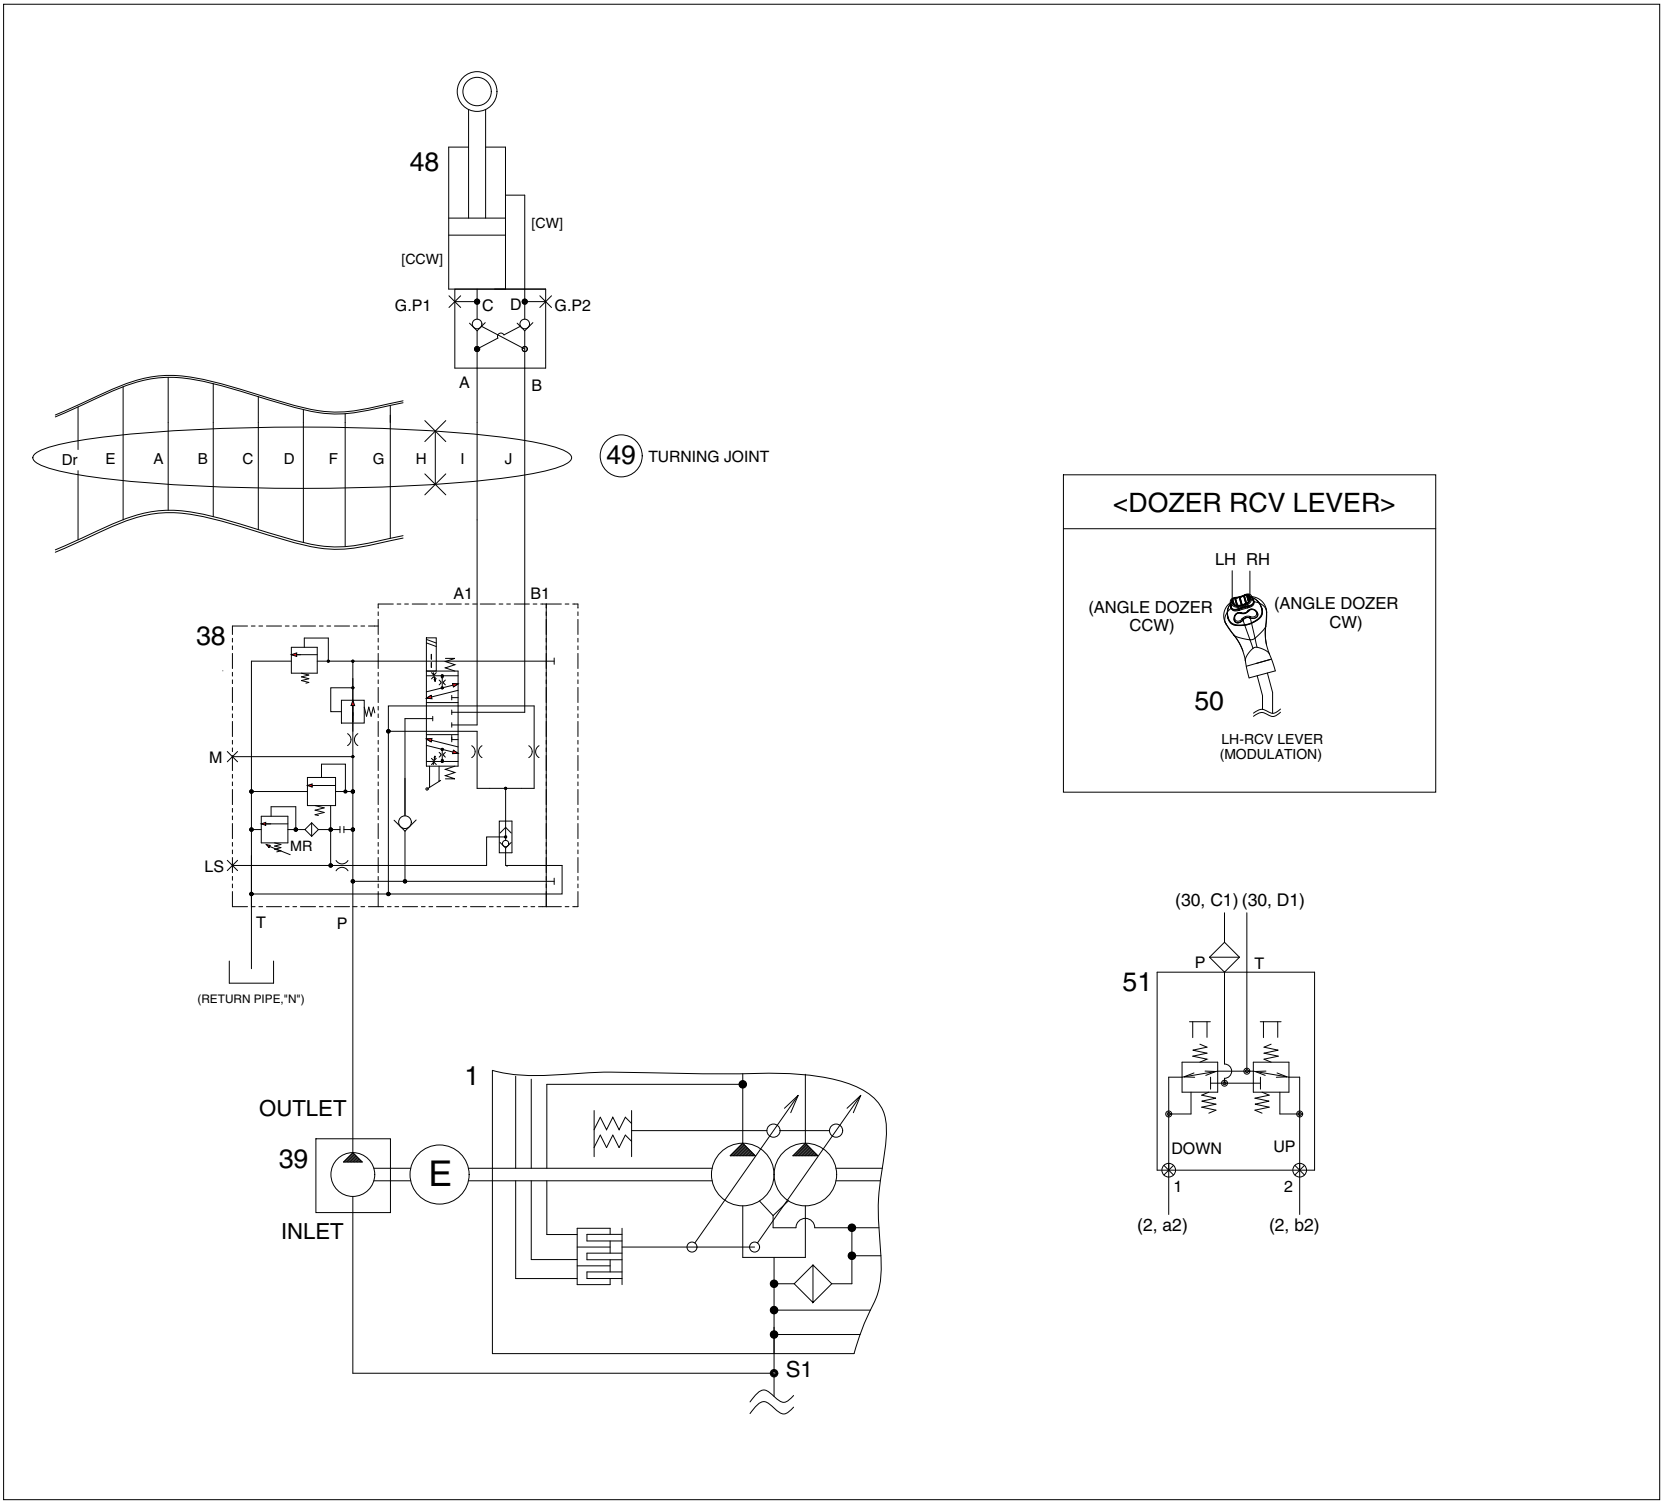 48
[CW]
[CCW]
G.P1
C
D
G.P2
A
B
Dr
E
A
B
C
D
F
G
H
I
J
49
TURNING JOINT
<DOZER RCV LEVER>
LH
RH
(ANGLE DOZER
CCW)
(ANGLE DOZER
CW)
50
LH-RCV LEVER
(MODULATION)
A1
B1
38
M
MR
LS
T
P
(RETURN PIPE,"N")
(30, C1)
(30, D1)
P
T
51
DOWN
UP
1
2
(2, a2)
(2, b2)
1
OUTLET
39
E
INLET
S1